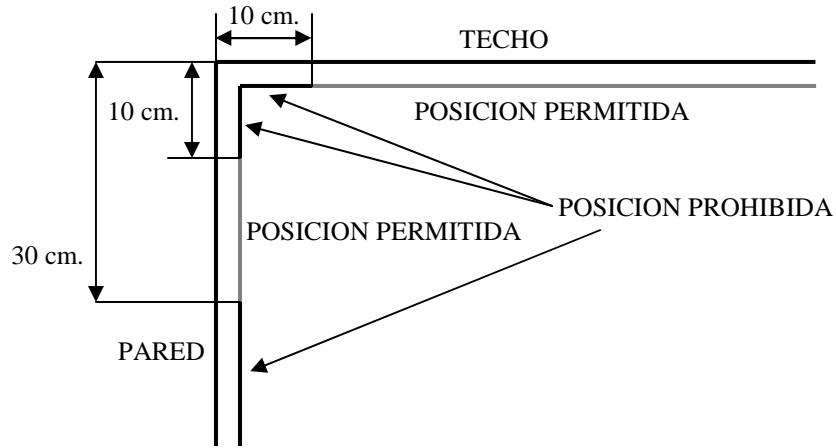 10 cm.
TECHO
10 cm.
POSICION PERMITIDA
POSICION PROHIBIDA
POSICION PERMITIDA
30 cm.
PARED